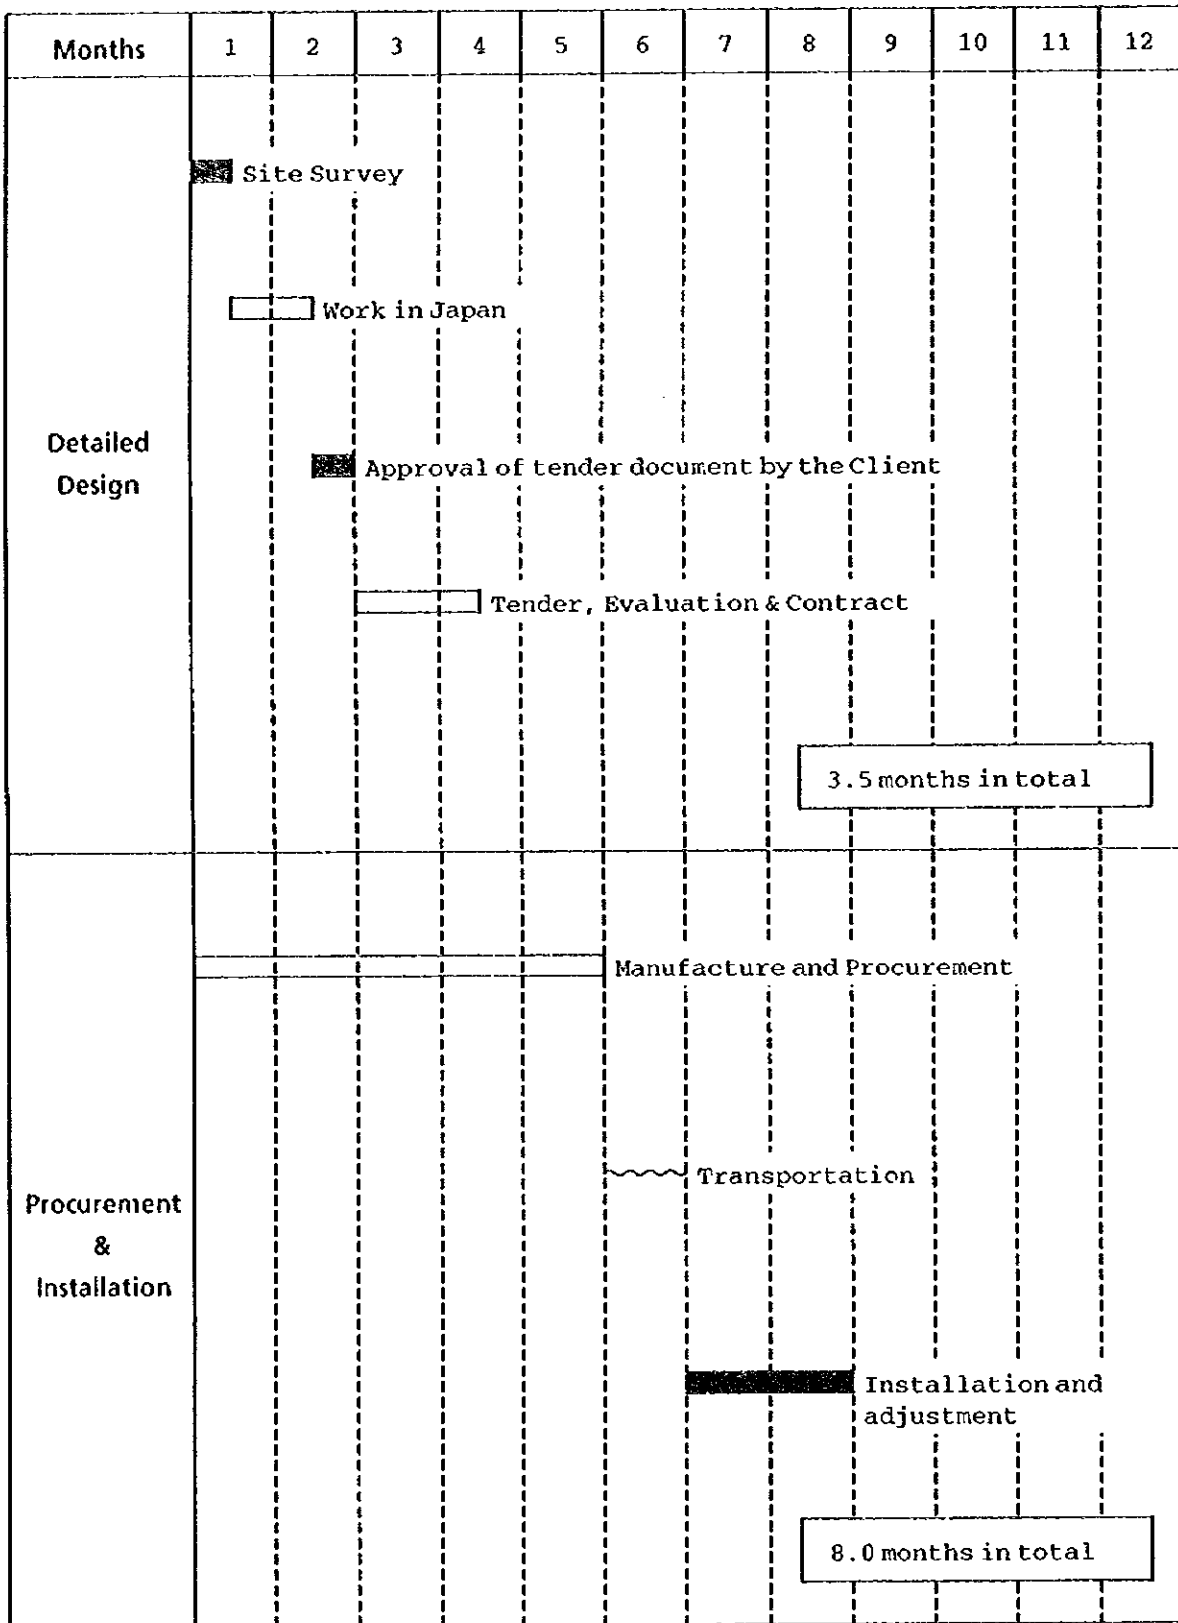 Months 1 2 3 4 5 6 7 8 9 10 11 12
Site Survey
Work in Japan
Detailed
Design
Approval of tender document by the Client
Tender, Evaluation & Contract
3.5 months in total
Manufacture and Procurement
Transportation
Procurement
&
Installation
Installation and
adjustment
8.0 months in total